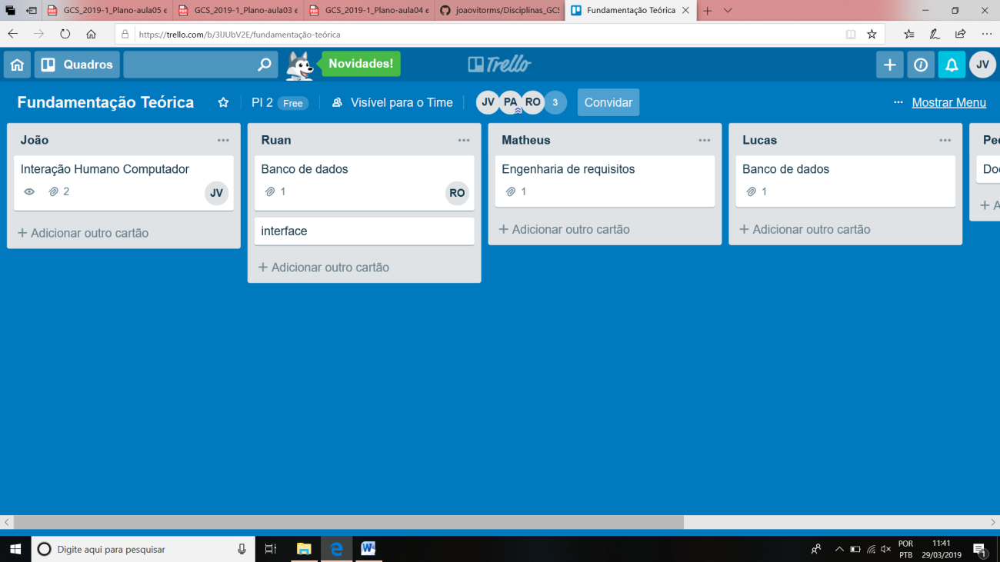 GCS_2019-1_Plano-aula05 e
GCS_2019-1_Plano-aula03 e
GCS_2019-1_Plano-aula04 e
joaovitorms/Disciplinas_GCS
Fundamentação Teórica
https://trello.com/b/3lJUbV2E/fundamentação-teórica
Quadros
Novidades!
Trello
JV
Fundamentação Teórica
PI 2 Free
Visível para o Time
JV PA RO 3
Convidar
Mostrar Menu
João
Interação Humano Computador
2
JV
+ Adicionar outro cartão
Ruan
Banco de dados
1
RO
interface
+ Adicionar outro cartão
Matheus
Engenharia de requisitos
1
+ Adicionar outro cartão
Lucas
Banco de dados
1
+ Adicionar outro cartão
Pe
Do
+ A
Digite aqui para pesquisar
POR
PTB
11:41
29/03/2019
1